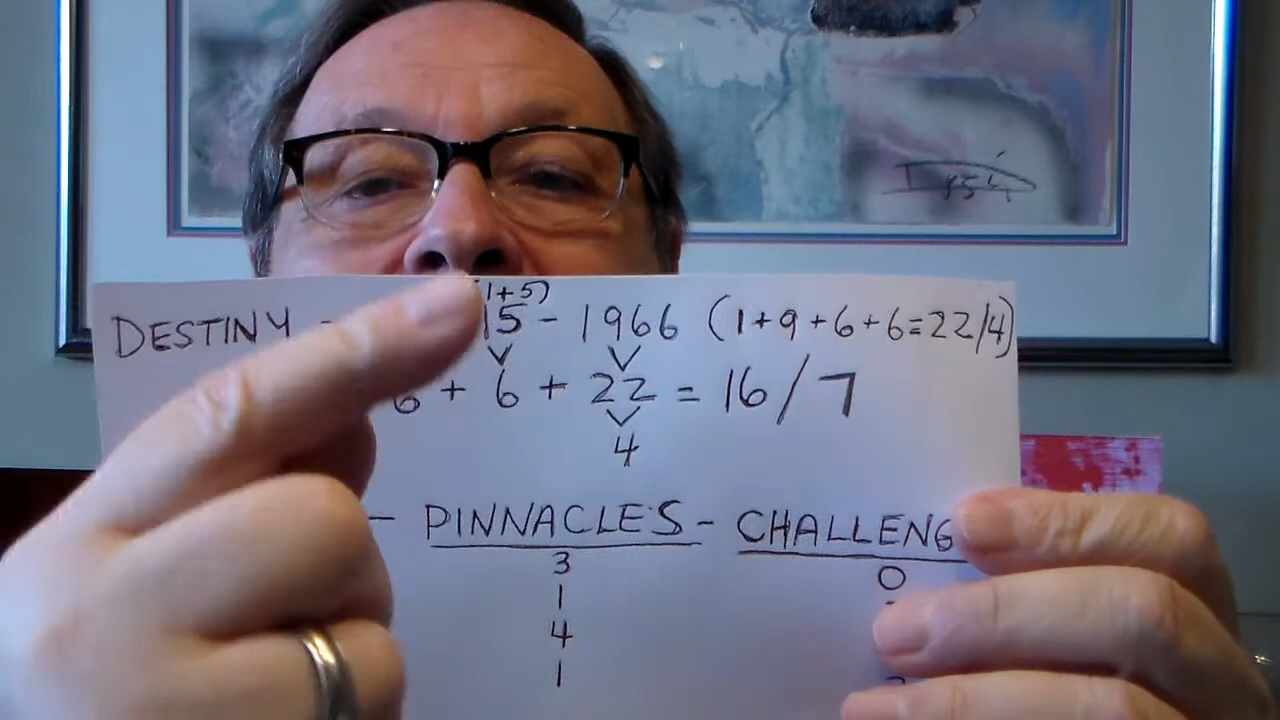 (1+5)
DESTINY - 15 - 1966 (1+9+6+6=22/4)
6 + 6 + 22 = 16/7
4
- PINNACLES - CHALLENG
3 0
1
4
1